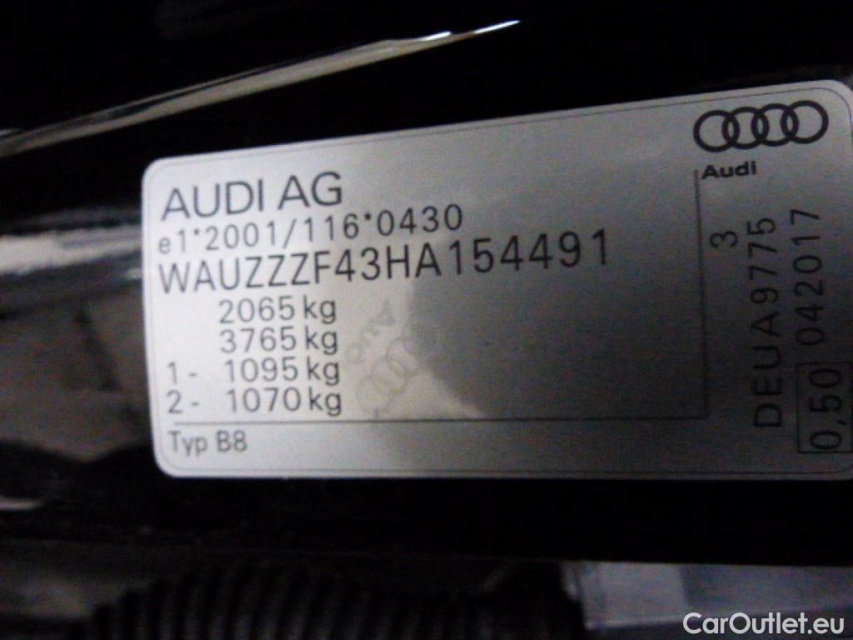 Audi
AUDI AG
e1*2001/116*0430
WAUZZZF43HA154491
2065 kg
3765 kg
1 - 1095 kg
2 - 1070 kg
Typ B8
3
DEUA9775
042017
0,50
Audi
CarOutlet.eu